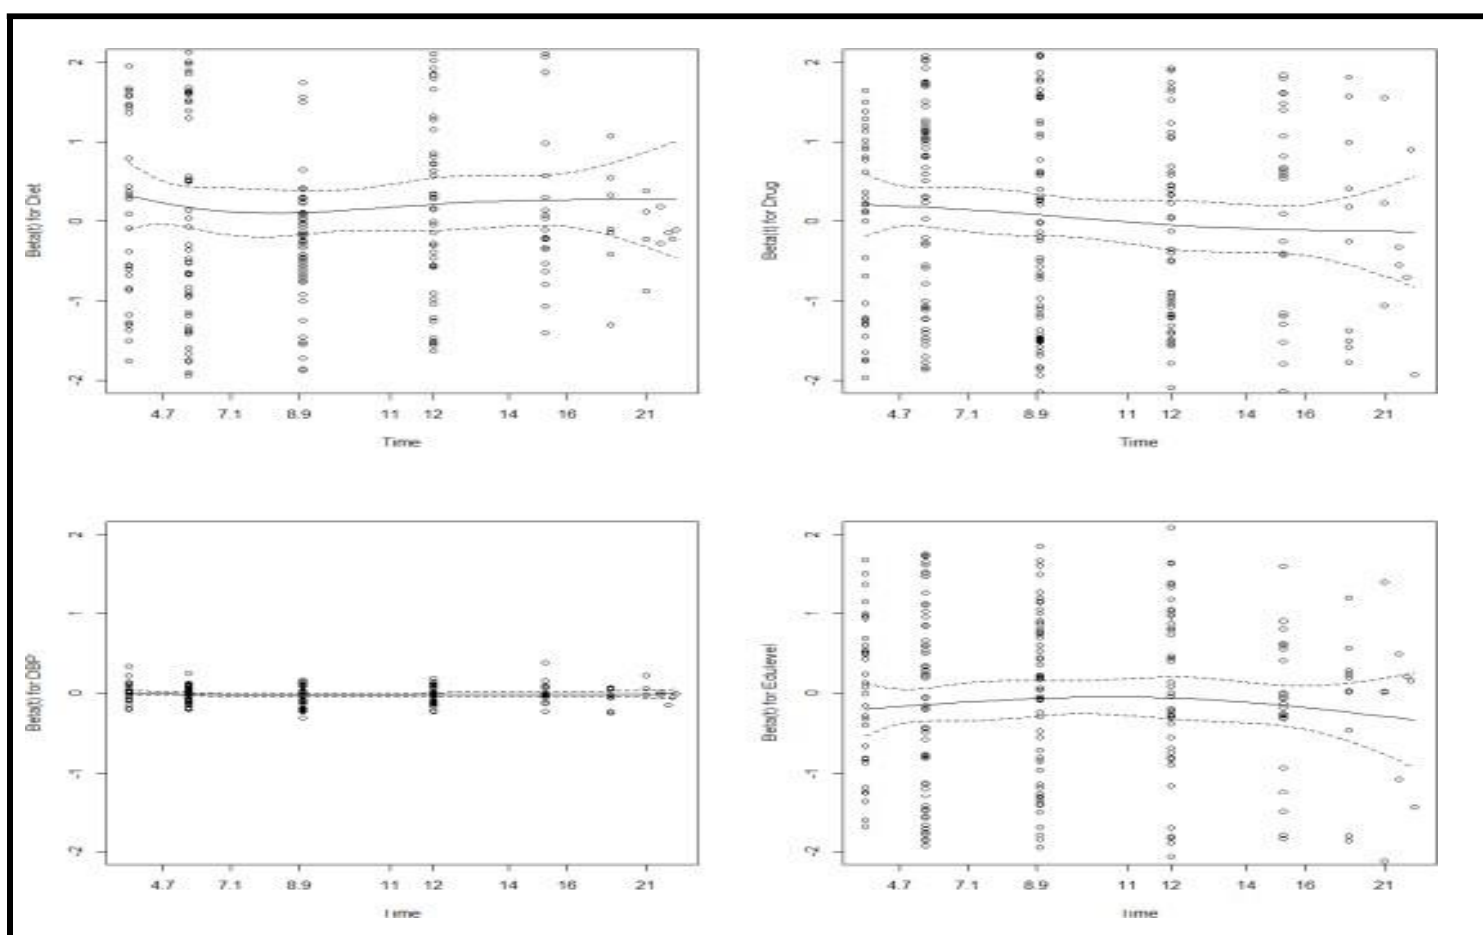 2
1
0
-1
-2
Beta(t) for Diet
4.7 7.1 8.9 11 12 14 16 21
Time
2
1
0
-1
-2
Beta(t) for Drug
4.7 7.1 8.9 11 12 14 16 21
Time
2
1
0
-1
-2
Beta(t) for DBP
4.7 7.1 8.9 11 12 14 16 21
Time
2
1
0
-1
-2
Beta(t) for Edulevel
4.7 7.1 8.9 11 12 14 16 21
Time